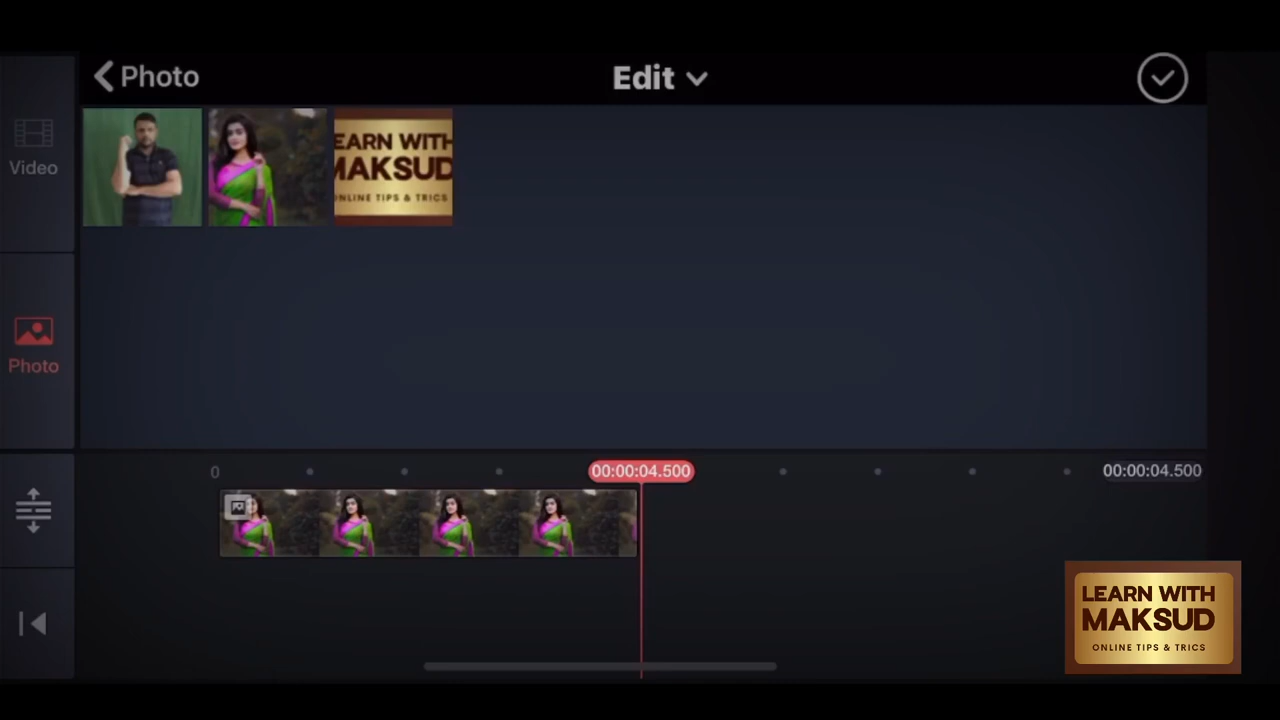 Photo
Edit
Video
EARN WITH
MAKSUD
ONLINE TIPS & TRICS
Photo
0
00:00:04.500
00:00:04.500
LEARN WITH
MAKSUD
ONLINE TIPS & TRICS